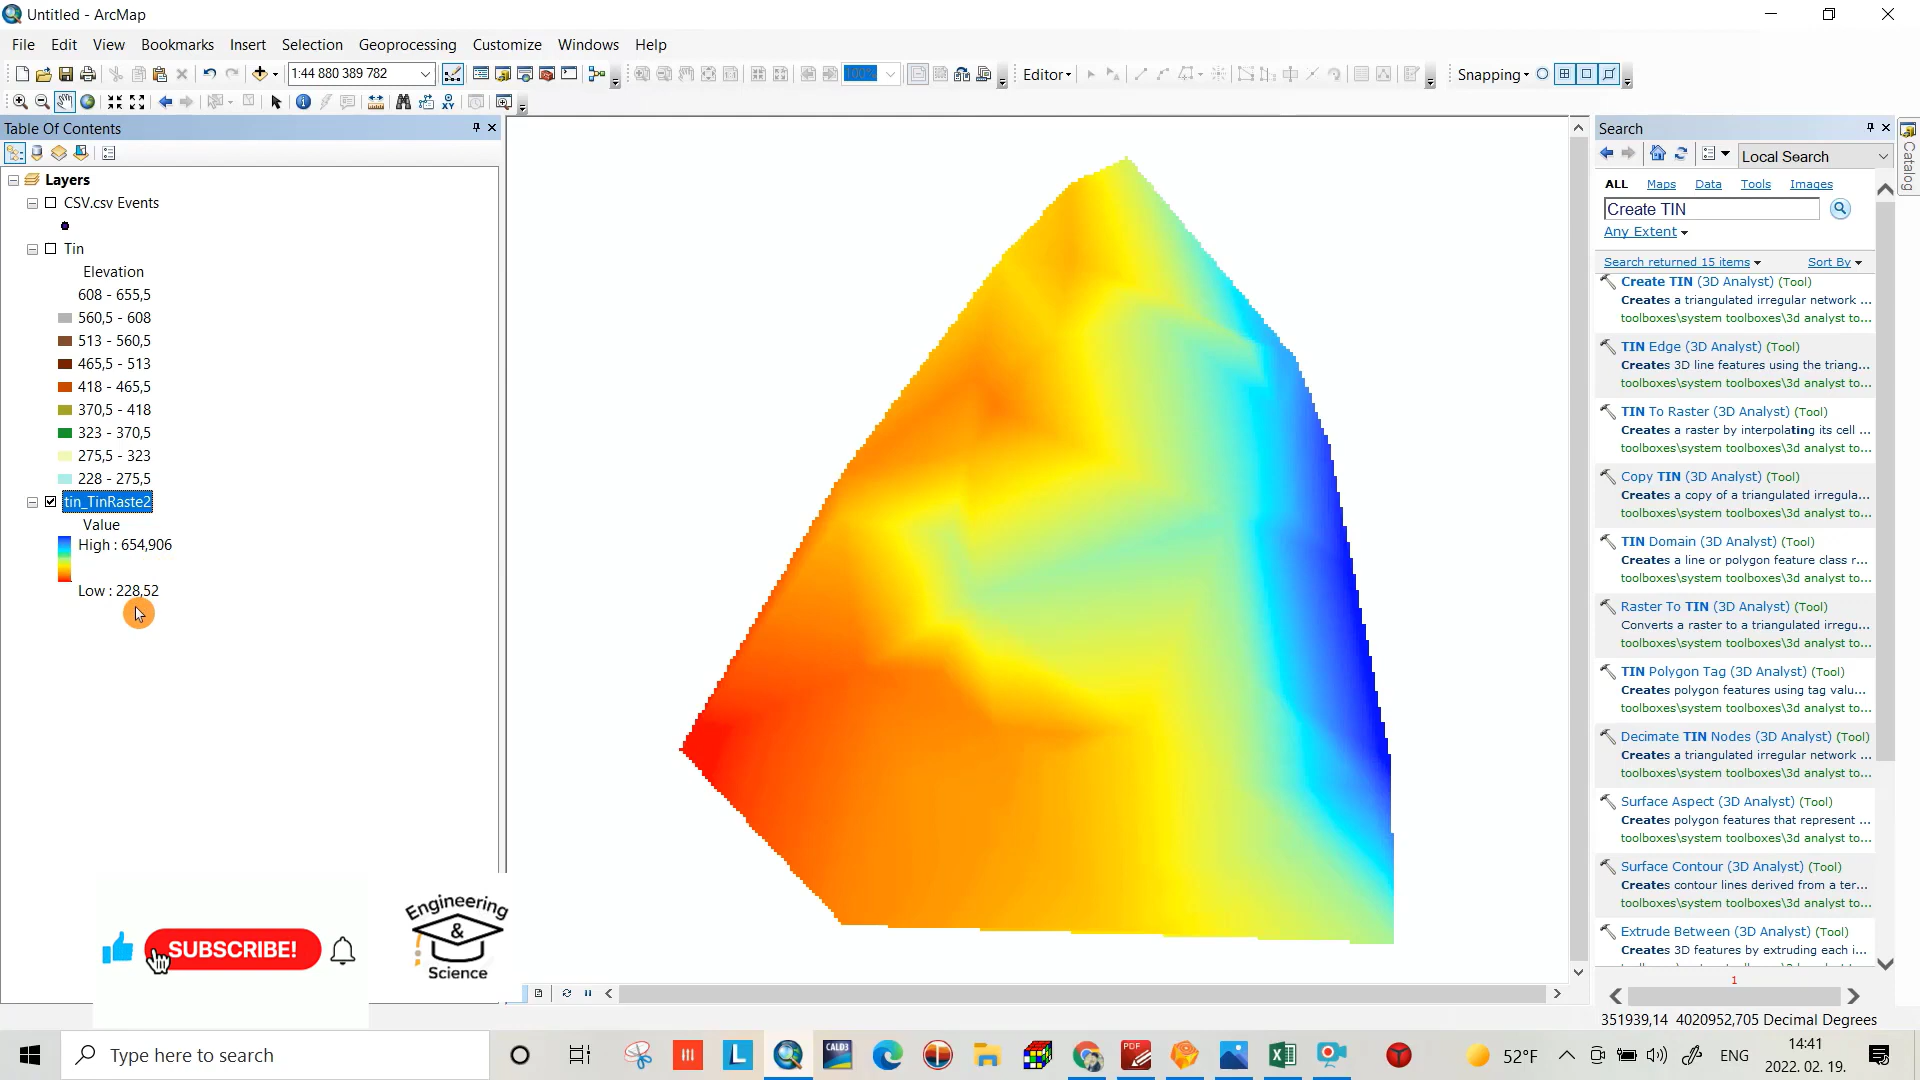 Untitled - ArcMap
File Edit View Bookmarks Insert Selection Geoprocessing Customize Windows Help
1:44 880 389 782
100%
Editor
Snapping
Table Of Contents
Layers
CSV.csv Events
Tin
Elevation
608 - 655,5
560,5 - 608
513 - 560,5
465,5 - 513
418 - 465,5
370,5 - 418
323 - 370,5
275,5 - 323
228 - 275,5
tin_TinRaste2
Value
High : 654,906
Low : 228,52
SUBSCRIBE!
Engineering
&
Science
Search
Catalog
Local Search
ALL Maps Data Tools Images
Create TIN
Any Extent
Search returned 15 items Sort By
Create TIN (3D Analyst) (Tool)
Creates a triangulated irregular network ...
toolboxes\system toolboxes\3d analyst to...
TIN Edge (3D Analyst) (Tool)
Creates 3D line features using the triang...
toolboxes\system toolboxes\3d analyst to...
TIN To Raster (3D Analyst) (Tool)
Creates a raster by interpolating its cell ...
toolboxes\system toolboxes\3d analyst to...
Copy TIN (3D Analyst) (Tool)
Creates a copy of a triangulated irregula...
toolboxes\system toolboxes\3d analyst to...
TIN Domain (3D Analyst) (Tool)
Creates a line or polygon feature class r...
toolboxes\system toolboxes\3d analyst to...
Raster To TIN (3D Analyst) (Tool)
Converts a raster to a triangulated irregu...
toolboxes\system toolboxes\3d analyst to...
TIN Polygon Tag (3D Analyst) (Tool)
Creates polygon features using tag valu...
toolboxes\system toolboxes\3d analyst to...
Decimate TIN Nodes (3D Analyst) (Tool)
Creates a triangulated irregular network ...
toolboxes\system toolboxes\3d analyst to...
Surface Aspect (3D Analyst) (Tool)
Creates polygon features that represent ...
toolboxes\system toolboxes\3d analyst to...
Surface Contour (3D Analyst) (Tool)
Creates contour lines derived from a ter...
toolboxes\system toolboxes\3d analyst to...
Extrude Between (3D Analyst) (Tool)
Creates 3D features by extruding each i...
1
351939,14 4020952,705 Decimal Degrees
Type here to search
L
CALD3
PDF
52°F
ENG
14:41
2022. 02. 19.